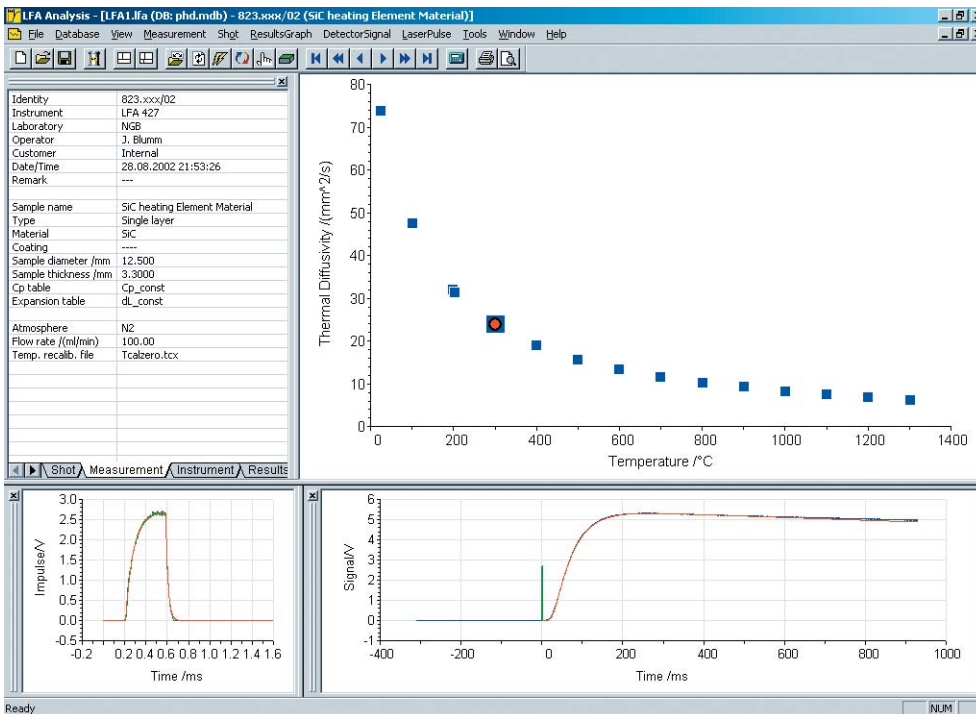 LFA Analysis - [LFA1.lfa (DB: phd.mdb) - 823.xxx/02 (SiC heating Element Material)]
File Database View Measurement Shot ResultsGraph DetectorSignal LaserPulse Tools Window Help
Identity 823.xxx/02
Instrument LFA 427
Laboratory NGB
Operator J. Blumm
Customer Internal
Date/Time 28.08.2002 21:53:26
Remark ---
Sample name SiC heating Element Material
Type Single layer
Material SiC
Coating ----
Sample diameter /mm 12.500
Sample thickness /mm 3.3000
Cp table Cp_const
Expansion table dL_const
Atmosphere N2
Flow rate /(ml/min) 100.00
Temp. recalib. file Tcalzero.tcx
Shot Measurement Instrument Results
80
70
60
50
40
30
20
10
0
Thermal Diffusivity /(mm^2/s)
0 200 400 600 800 1000 1200 1400
Temperature /°C
3.0
2.5
2.0
1.5
1.0
0.5
0.0
-0.5
Impulse/V
-0.2 0.2 0.4 0.6 0.8 1.0 1.2 1.4 1.6
Time /ms
6
5
4
3
2
1
0
-1
Signal/V
-400 -200 0 200 400 600 800 1000
Time /ms
Ready NUM